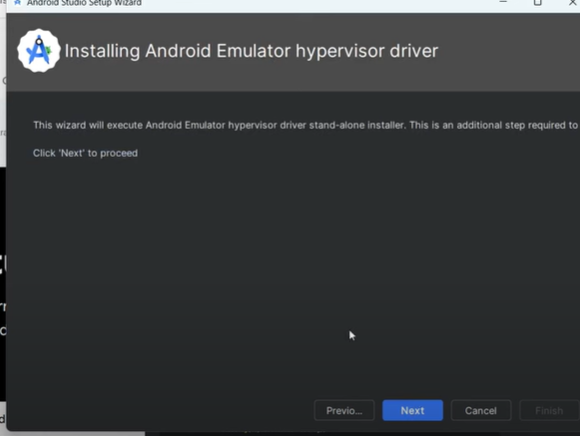 Android Studio Setup Wizard
Installing Android Emulator hypervisor driver
This wizard will execute Android Emulator hypervisor driver stand-alone installer. This is an additional step required to
Click 'Next' to proceed
Previo...
Next
Cancel
Finish